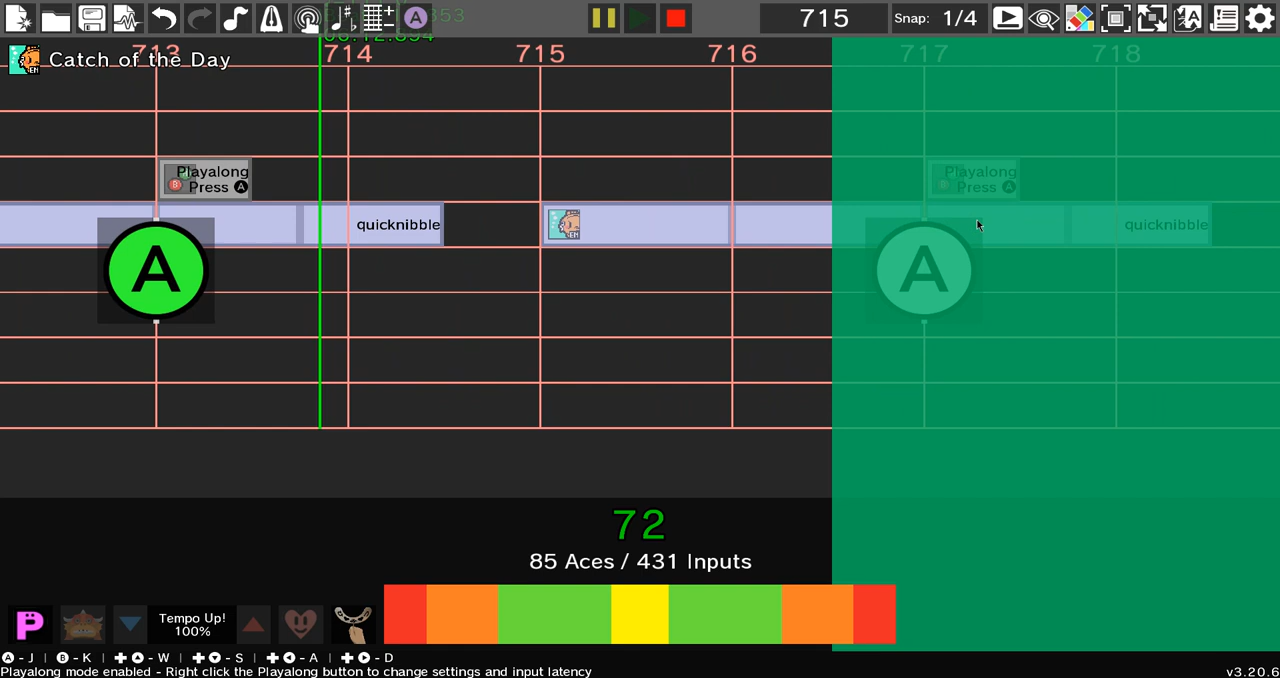 715
Snap: 1/4
Catch of the Day
713
714
715
716
717
718
Playalong
Press A
Playalong
Press A
quicknibble
quicknibble
A
A
72
85 Aces / 431 Inputs
Tempo Up!
100%
A - J | B - K | - W | - S | - A | - D
Playalong mode enabled - Right click the Playalong button to change settings and input latency
v3.20.6